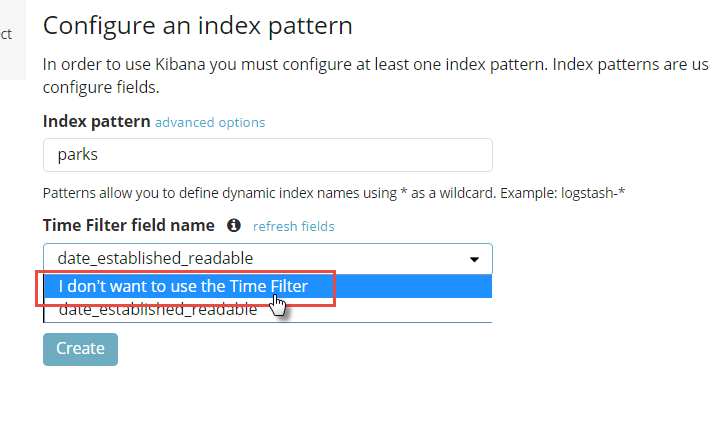 Configure an index pattern
ect
In order to use Kibana you must configure at least one index pattern. Index patterns are us
configure fields.
Index pattern advanced options
parks
Patterns allow you to define dynamic index names using * as a wildcard. Example: logstash-*
Time Filter field name refresh fields
date_established_readable
I don't want to use the Time Filter
date_established_readable
Create